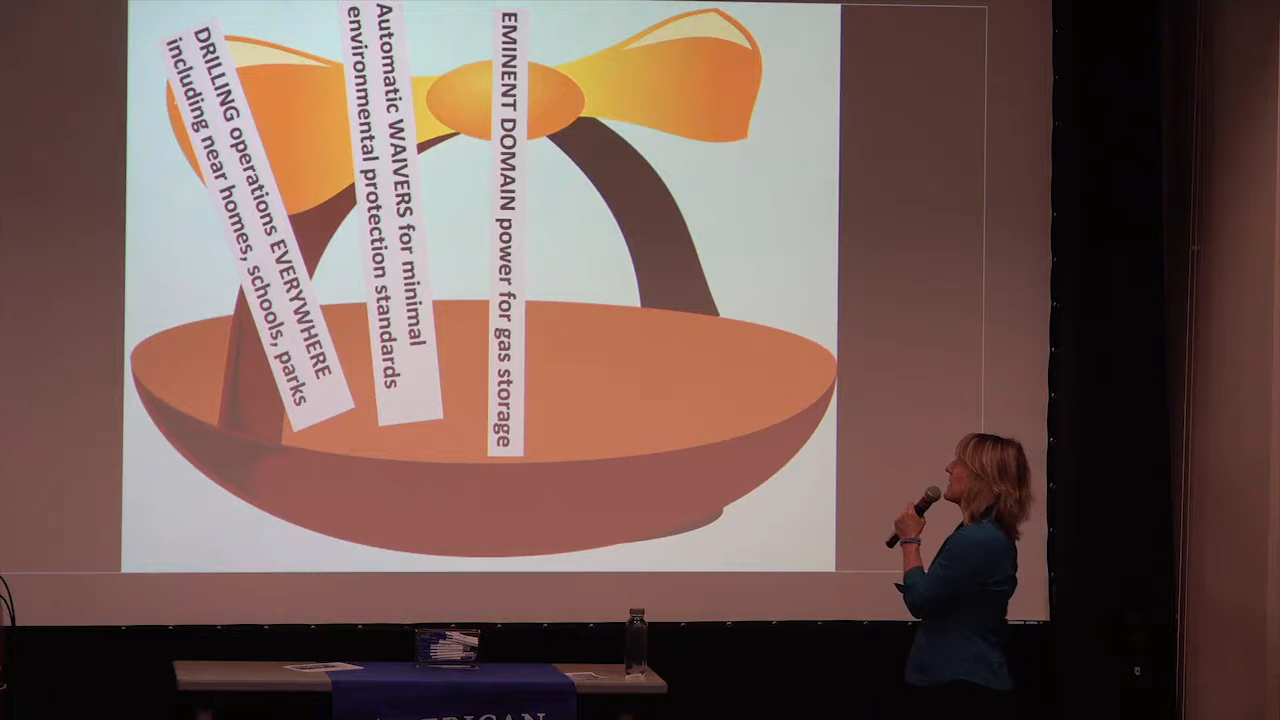 DRILLING operations EVERYWHERE
including near homes, schools, parks
Automatic WAIVERS for minimal
environmental protection standards
EMINENT DOMAIN power for gas storage
AMERICAN